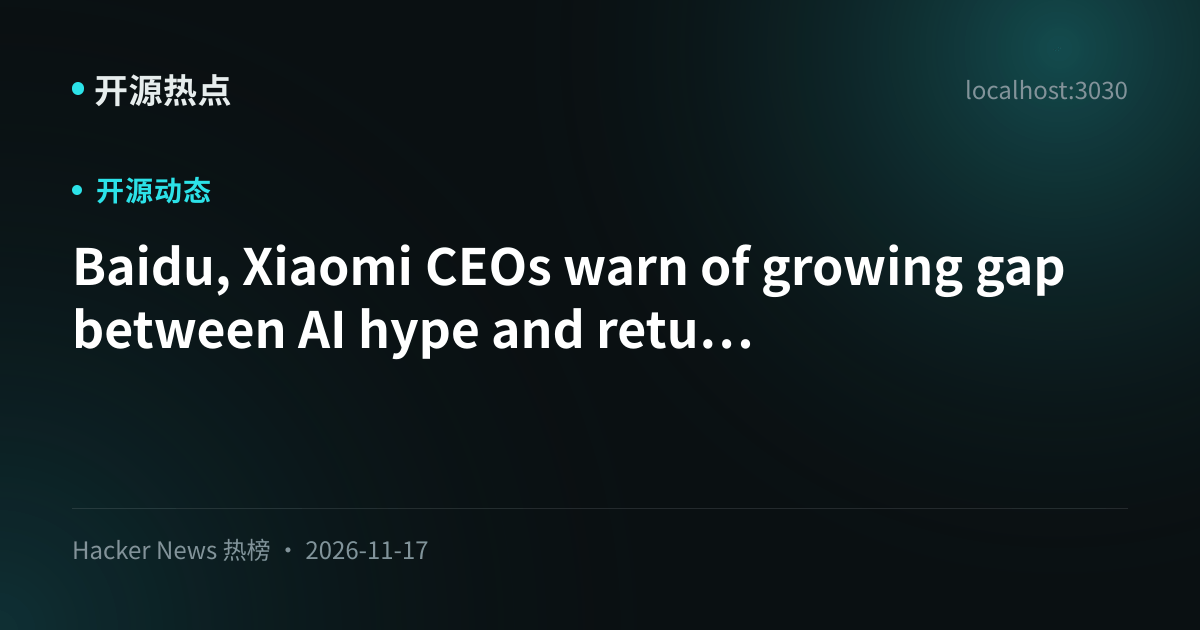 开源热点
localhost:3030
开源动态
Baidu, Xiaomi CEOs warn of growing gap
between AI hype and retu…
Hacker News 热榜 · 2026-11-17